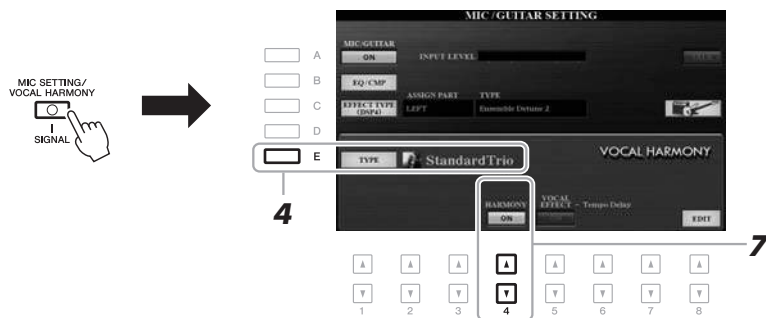 MIC/GUITAR SETTING
MIC/GUITAR
ON
INPUT LEVEL
A
EQ/CMP
B
ASSIGN PART
TYPE
EFFECT TYPE
(DSP4)
LEFT
Ensemble Detune 2
C
D
MIC SETTING/
VOCAL HARMONY
SIGNAL
E
TYPE
StandardTrio
VOCAL HARMONY
4
HARMONY
ON
VOCAL
EFFECT
– Tempo Delay
EDIT
7
1 2 3 4 5 6 7 8